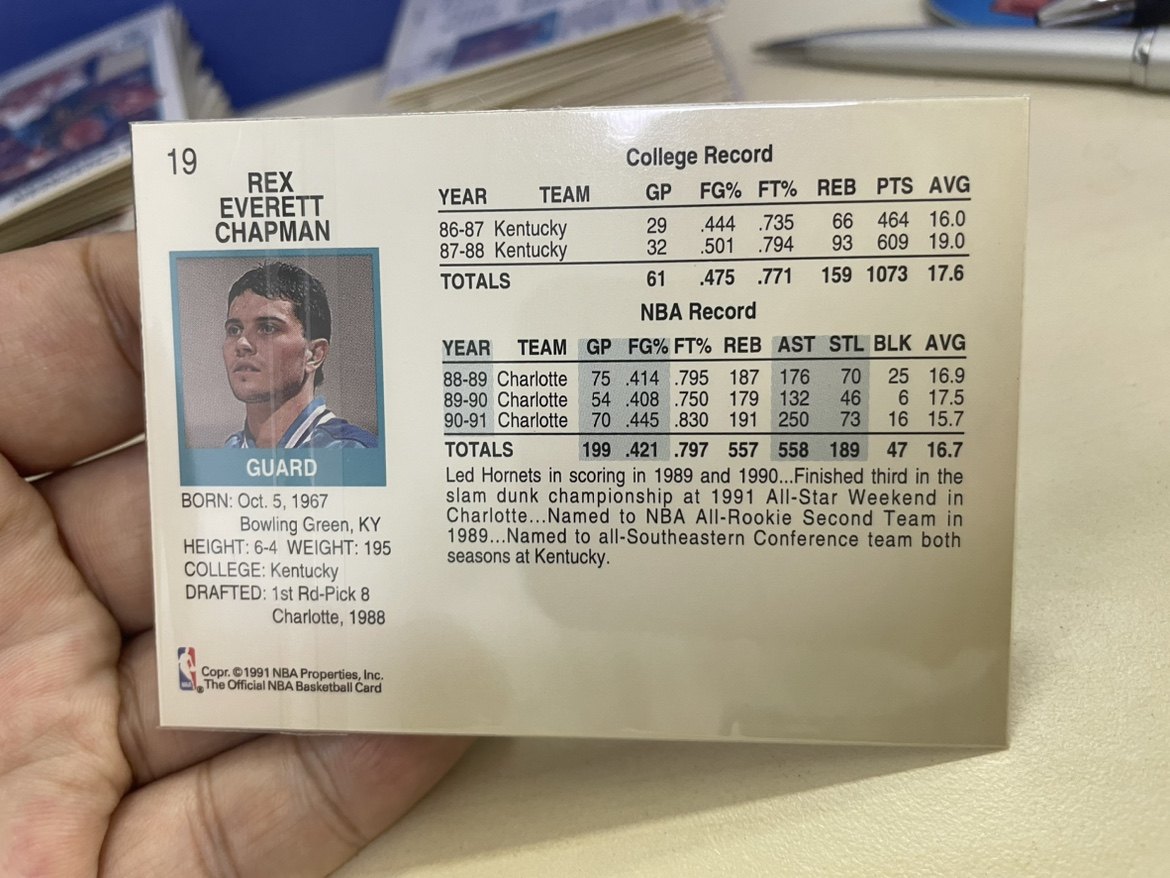 19
REX
EVERETT
CHAPMAN
GUARD
BORN: Oct. 5, 1967
Bowling Green, KY
HEIGHT: 6-4 WEIGHT: 195
COLLEGE: Kentucky
DRAFTED: 1st Rd-Pick 8
Charlotte, 1988
Copr. ©1991 NBA Properties, Inc.
The Official NBA Basketball Card
College Record
YEAR TEAM GP FG% FT% REB PTS AVG
86-87 Kentucky 29 .444 .735 66 464 16.0
87-88 Kentucky 32 .501 .794 93 609 19.0
TOTALS 61 .475 .771 159 1073 17.6
NBA Record
YEAR TEAM GP FG% FT% REB AST STL BLK AVG
88-89 Charlotte 75 .414 .795 187 176 70 25 16.9
89-90 Charlotte 54 .408 .750 179 132 46 6 17.5
90-91 Charlotte 70 .445 .830 191 250 73 16 15.7
TOTALS 199 .421 .797 557 558 189 47 16.7
Led Hornets in scoring in 1989 and 1990...Finished third in the
slam dunk championship at 1991 All-Star Weekend in
Charlotte...Named to NBA All-Rookie Second Team in
1989...Named to all-Southeastern Conference team both
seasons at Kentucky.